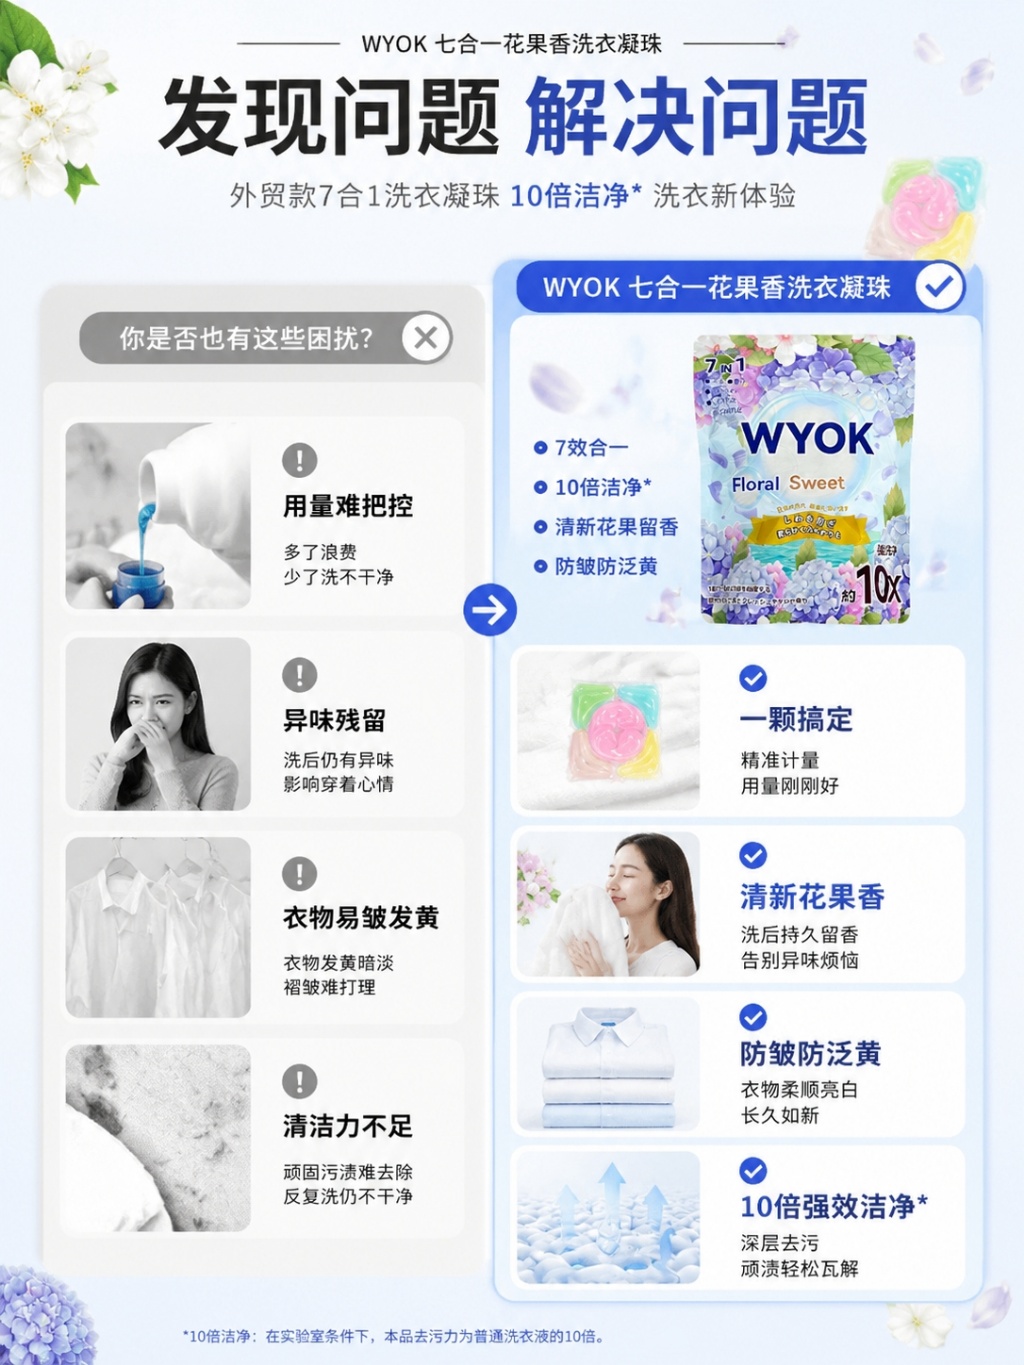 WYOK 七合一花果香洗衣凝珠
发现问题 解决问题
外贸款7合1洗衣凝珠 10倍洁净* 洗衣新体验
你是否也有这些困扰?
用量难把控
多了浪费
少了洗不干净
异味残留
洗后仍有异味
影响穿着心情
衣物易皱发黄
衣物发黄暗淡
褶皱难打理
清洁力不足
顽固污渍难去除
反复洗仍不干净
WYOK 七合一花果香洗衣凝珠
7效合一
10倍洁净*
清新花果留香
防皱防泛黄
7 IN 1
WYOK
Floral Sweet
約10X
一颗搞定
精准计量
用量刚刚好
清新花果香
洗后持久留香
告别异味烦恼
防皱防泛黄
衣物柔顺亮白
长久如新
10倍强效洁净*
深层去污
顽渍轻松瓦解
*10倍洁净：在实验室条件下，本品去污力为普通洗衣液的10倍。